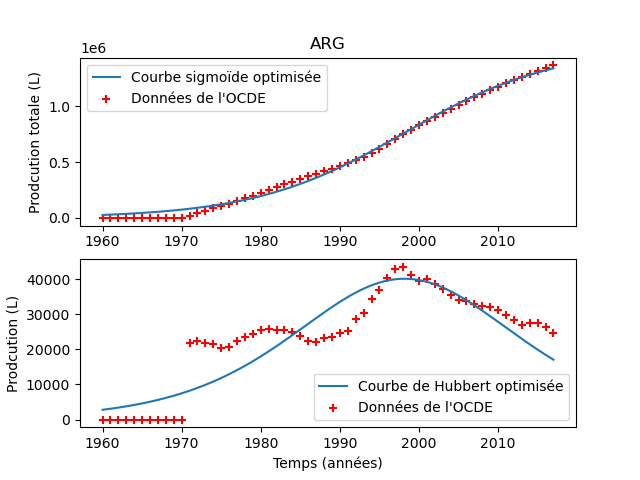 ARG
1e6
Prodcution totale (L)
1.0
0.5
0.0
Courbe sigmoïde optimisée
Données de l'OCDE
1960 1970 1980 1990 2000 2010
Prodcution (L)
40000
30000
20000
10000
0
Courbe de Hubbert optimisée
Données de l'OCDE
1960 1970 1980 1990 2000 2010
Temps (années)